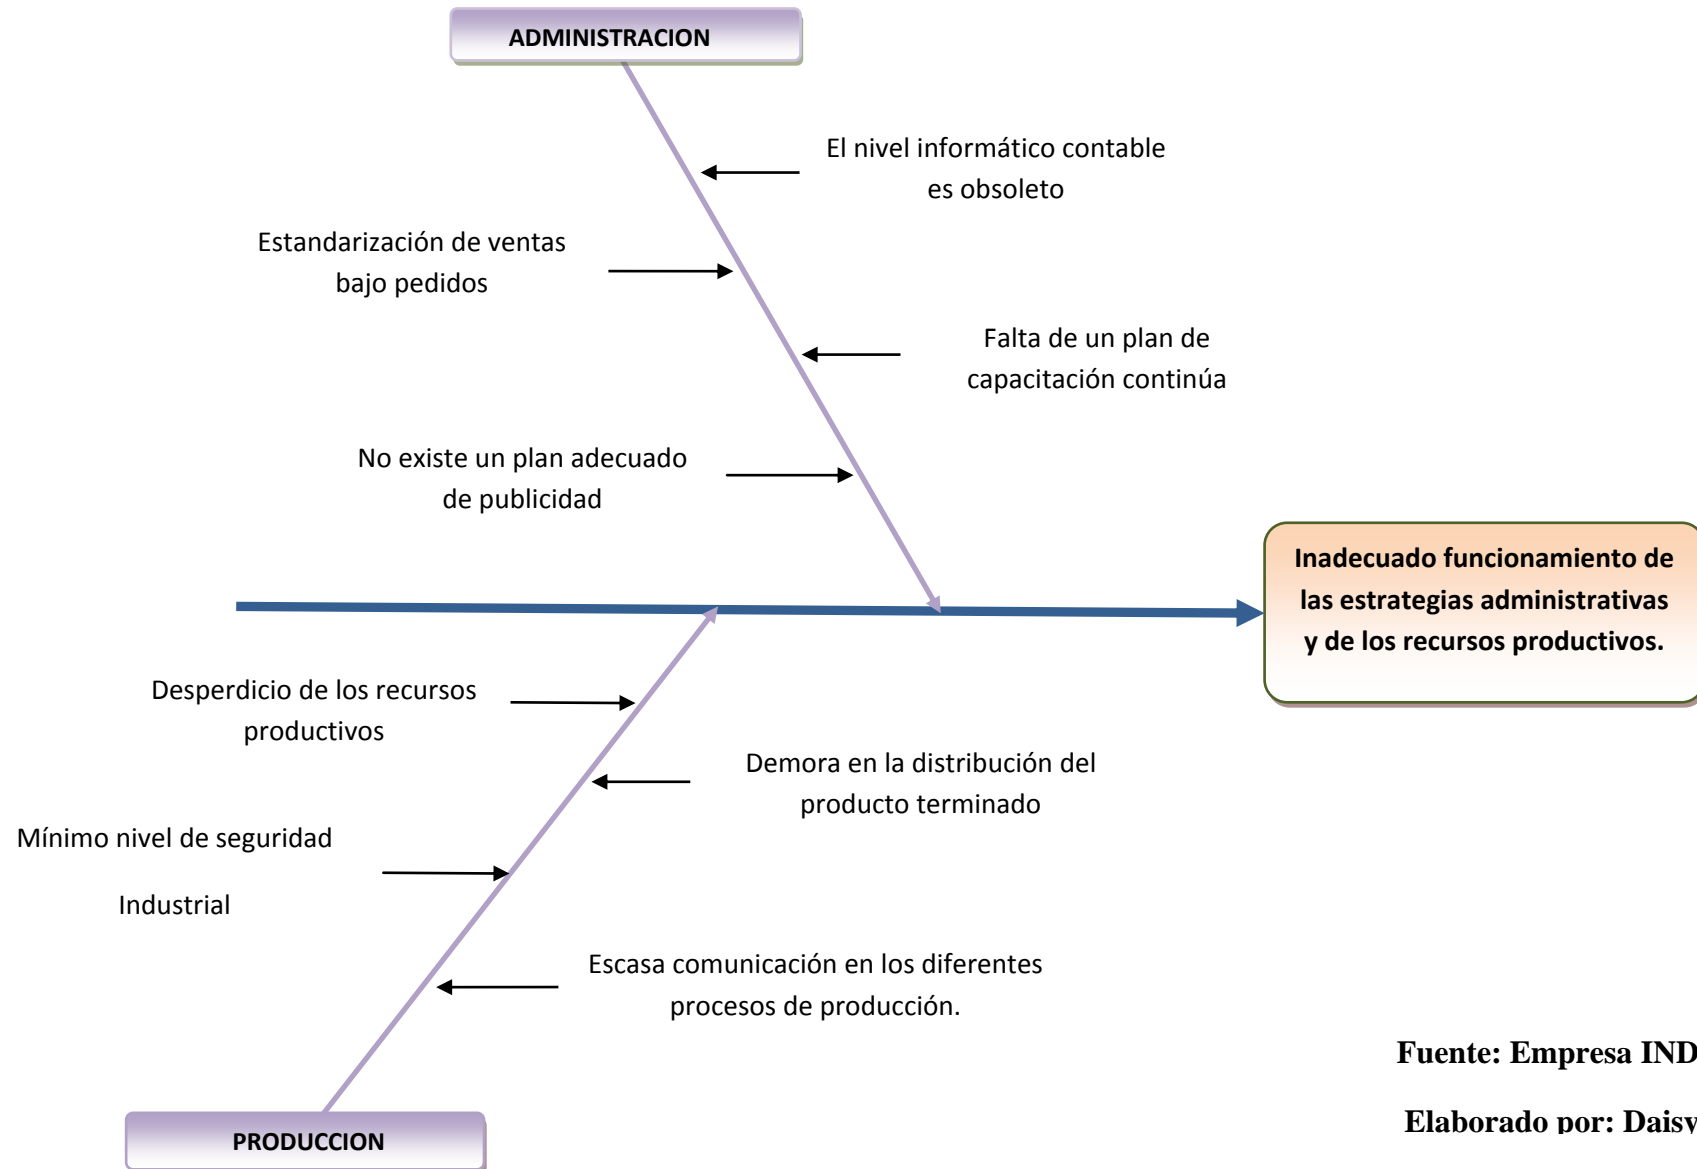 ADMINISTRACION
El nivel informático contable
es obsoleto
Estandarización de ventas
bajo pedidos
Falta de un plan de
capacitación continúa
No existe un plan adecuado
de publicidad
Inadecuado funcionamiento de
las estrategias administrativas
y de los recursos productivos.
Desperdicio de los recursos
productivos
Demora en la distribución del
producto terminado
Mínimo nivel de seguridad
Industrial
Escasa comunicación en los diferentes
procesos de producción.
Fuente: Empresa IND
Elaborado por: Daisy
PRODUCCION